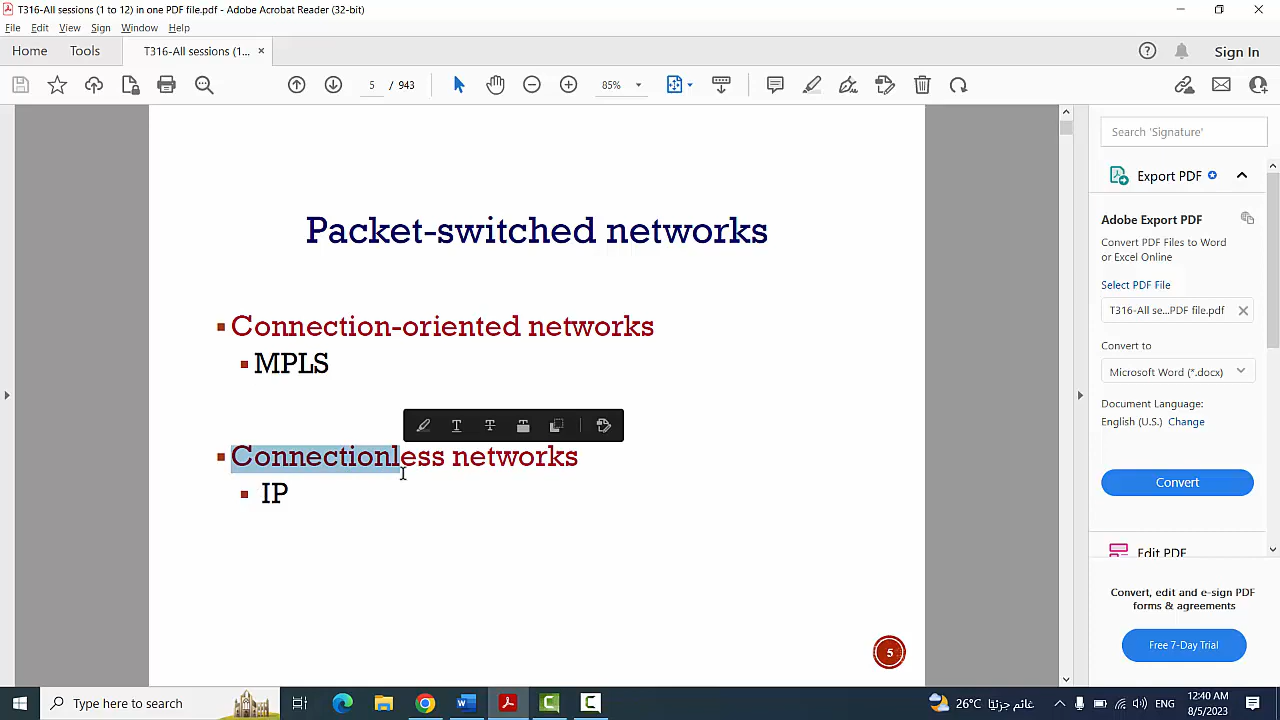 T316-All sessions (1 to 12) in one PDF file.pdf - Adobe Acrobat Reader (32-bit)
File Edit View Sign Window Help
Home Tools T316-All sessions (1... × Sign In
5 / 943 85%
Packet-switched networks
Connection-oriented networks
MPLS
Connectionless networks
IP
5
Search 'Signature'
Export PDF
Adobe Export PDF
Convert PDF Files to Word
or Excel Online
Select PDF File
T316-All se...PDF file.pdf
Convert to
Microsoft Word (*.docx)
Document Language:
English (U.S.) Change
Convert
Edit PDF
Convert, edit and e-sign PDF
forms & agreements
Free 7-Day Trial
Type here to search
26°C غائم جزئيًا ENG 12:40 AM
8/5/2023